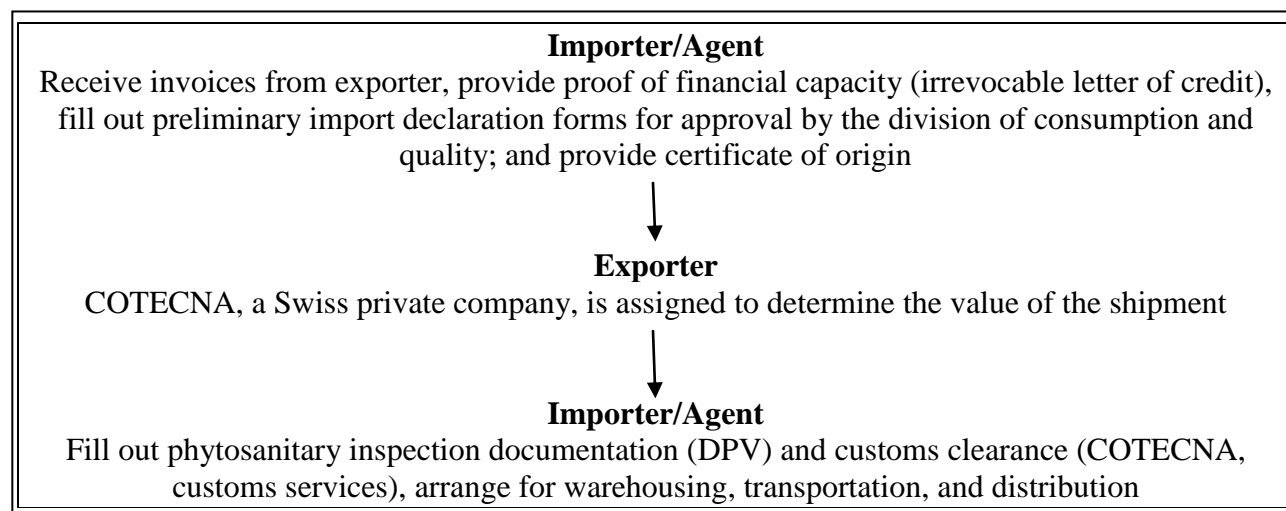 Importer/Agent
Receive invoices from exporter, provide proof of financial capacity (irrevocable letter of credit),
fill out preliminary import declaration forms for approval by the division of consumption and
quality; and provide certificate of origin
Exporter
COTECNA, a Swiss private company, is assigned to determine the value of the shipment
Importer/Agent
Fill out phytosanitary inspection documentation (DPV) and customs clearance (COTECNA,
customs services), arrange for warehousing, transportation, and distribution